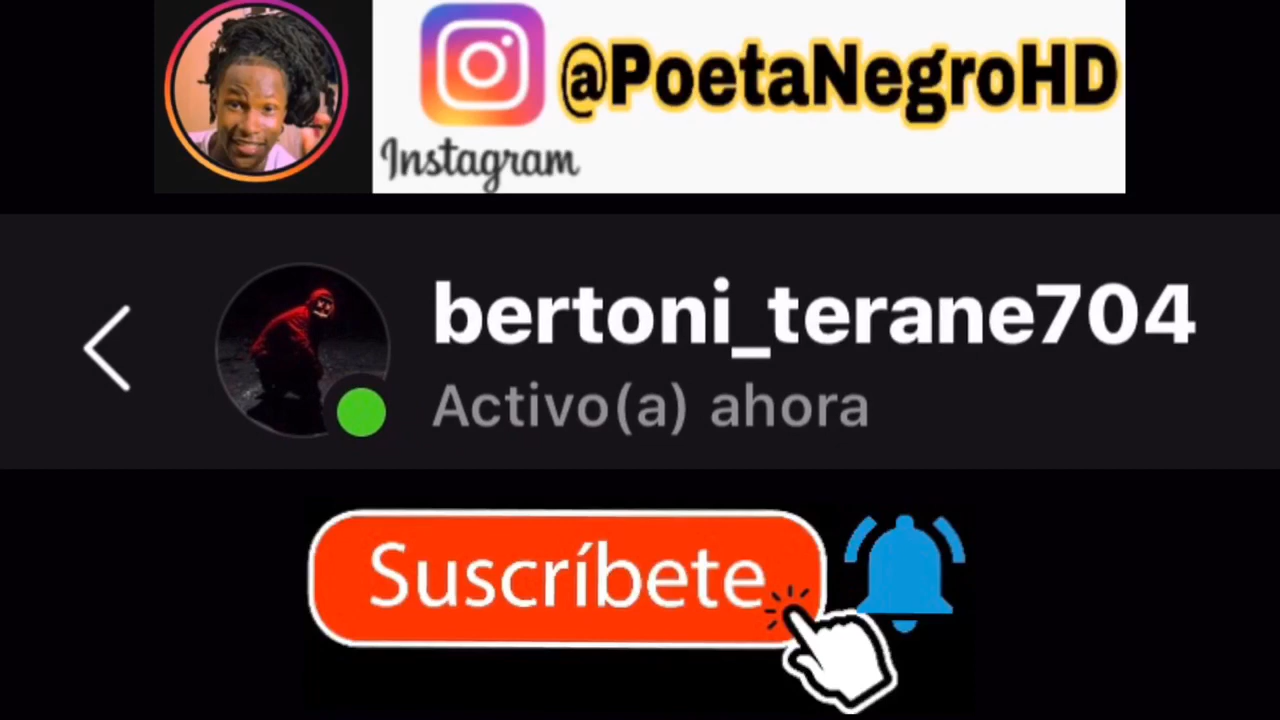 @PoetaNegroHD
Instagram
bertoni_terane704
Activo(a) ahora
Suscríbete